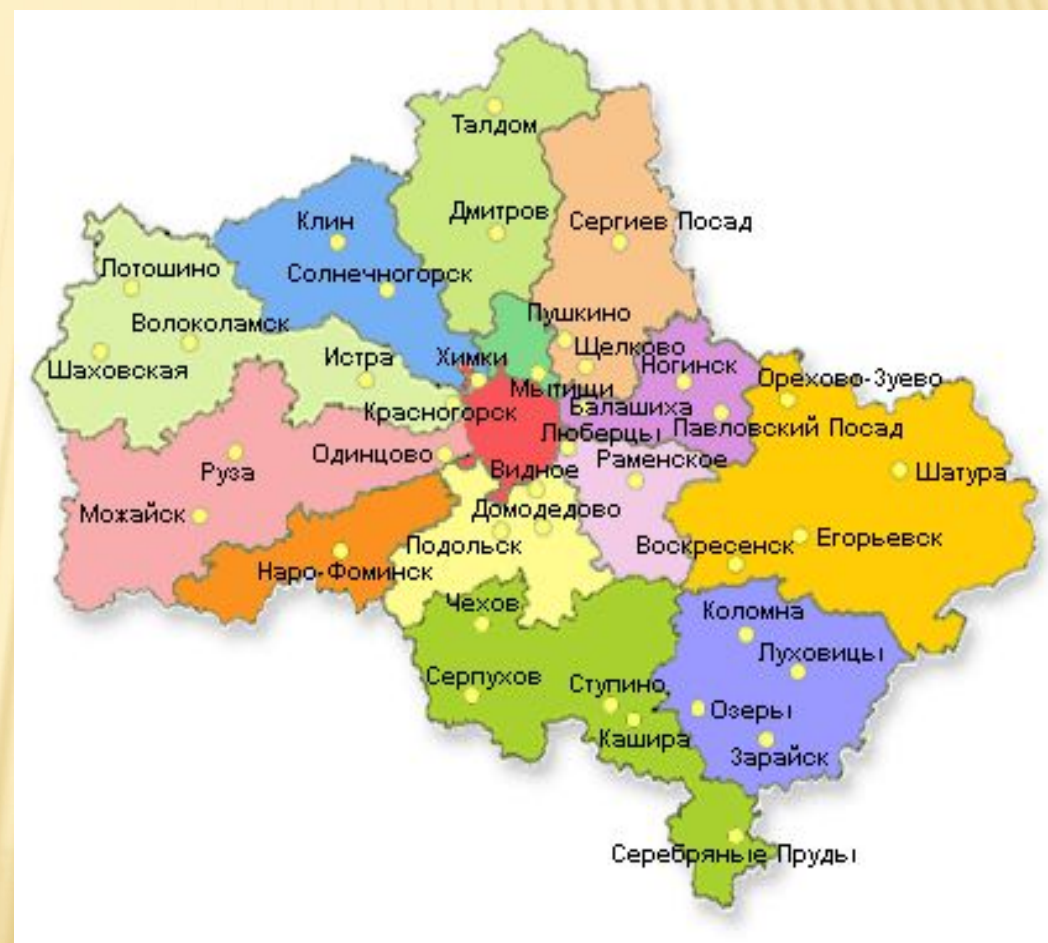 Талдом
Дмитров
Сергиев Посад
Клин
Солнечногорск
Лотошино
Волоколамск
Шаховская
Истра
Химки
Пушкино
Щелково
Мытищи
Ногинск
Орехово-Зуево
Красногорск
Балашиха
Павловский Посад
Люберцы
Одинцово
Руза
Видное
Раменское
Шатура
Можайск
Домодедово
Подольск
Воскресенск
Егорьевск
Наро-Фоминск
Чехов
Коломна
Луховицы
Серпухов
Ступино
Озеры
Кашира
Зарайск
Серебряные Пруды